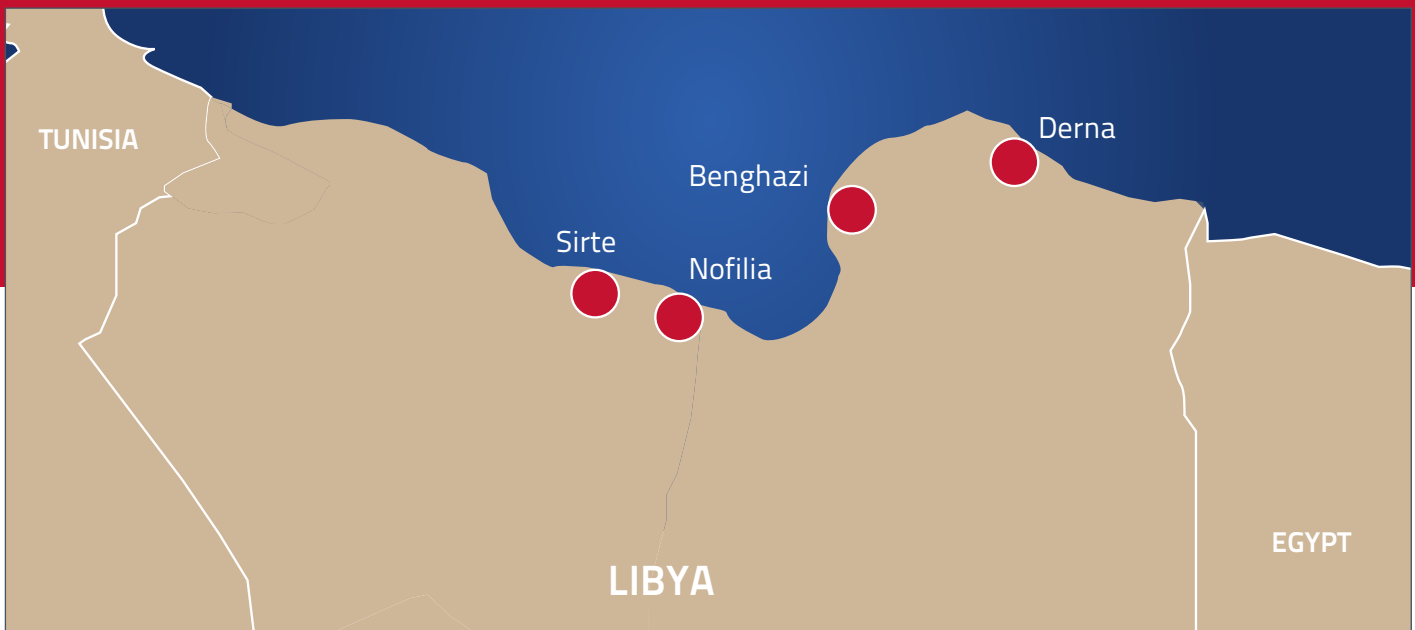 TUNISIA
Derna
Benghazi
Sirte
Nofilia
EGYPT
LIBYA